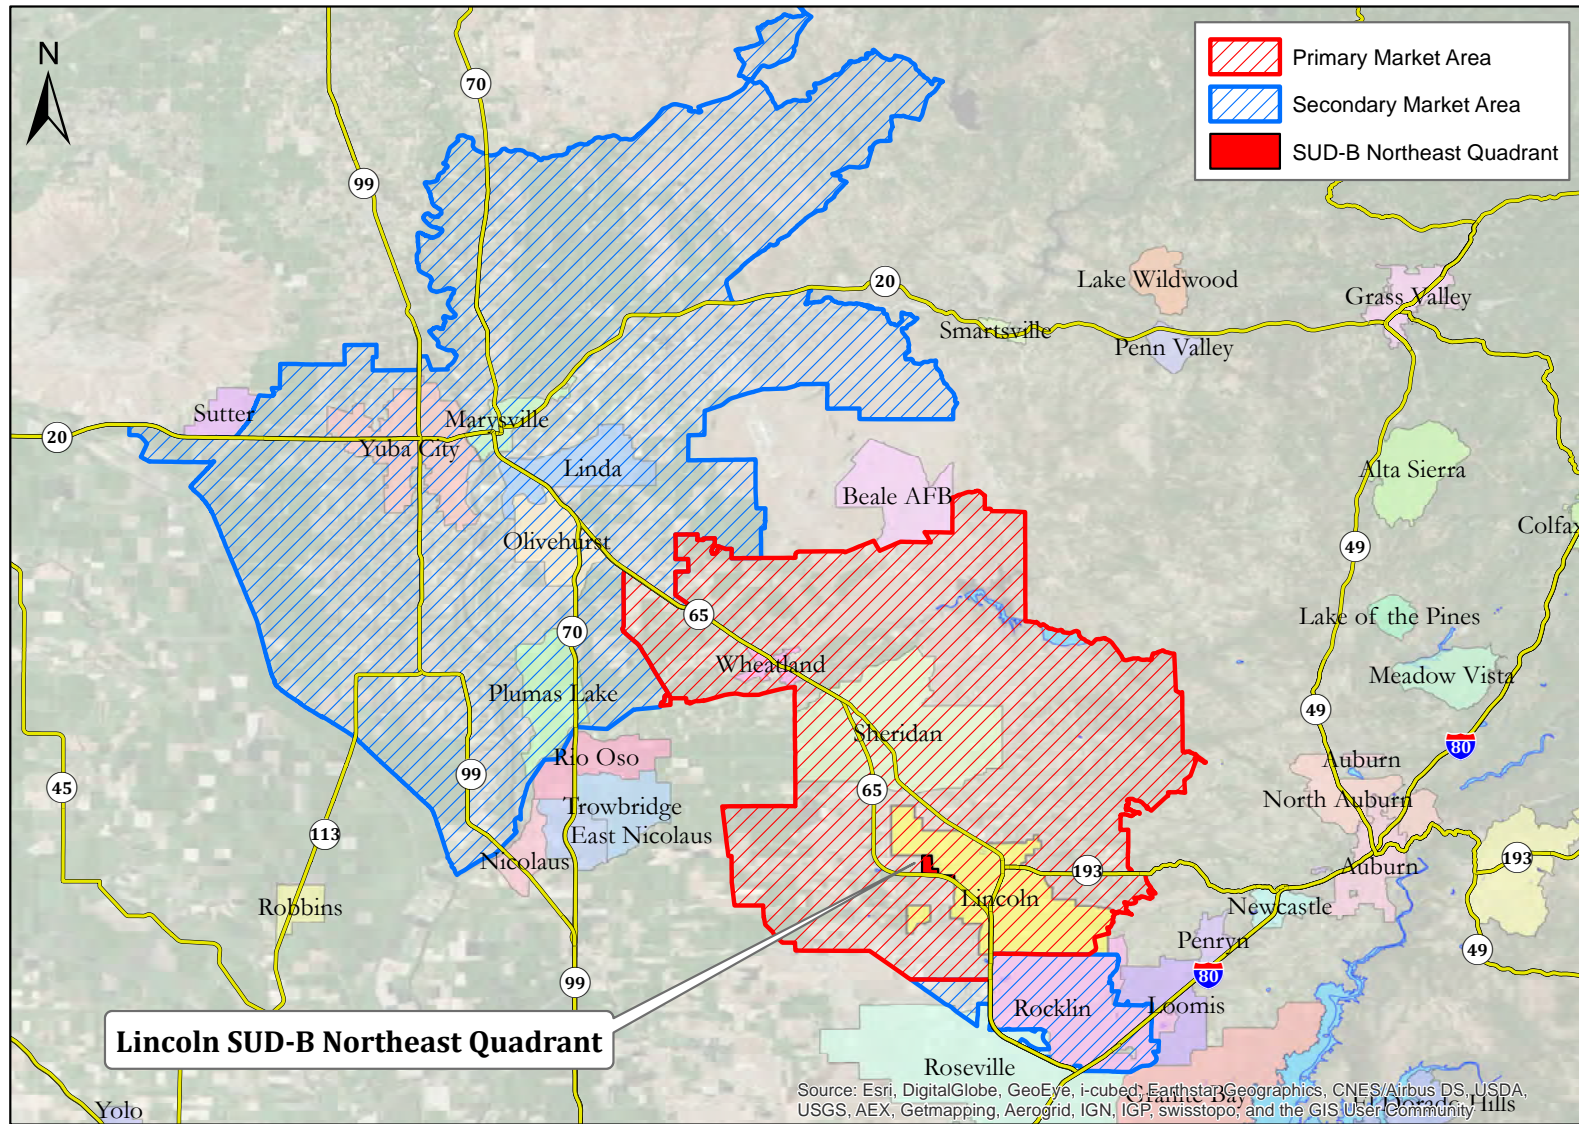 N
Primary Market Area
Secondary Market Area
SUD-B Northeast Quadrant
70
99
20
Lake Wildwood
Grass Valley
Smartsville
Penn Valley
Sutter
Marysville
20
Yuba City
Linda
Alta Sierra
Beale AFB
Colfax
Olivehurst
49
65
70
Lake of the Pines
Wheatland
Meadow Vista
Plumas Lake
49
Sheridan
80
Rio Oso
Auburn
99
45
65
North Auburn
Trowbridge
113
East Nicolaus
Nicolaus
193
193
Auburn
Robbins
Lincoln
Newcastle
Penryn
49
80
99
Rocklin
Loomis
Lincoln SUD-B Northeast Quadrant
Roseville
Granite Bay
El Dorado Hills
Yolo
Source: Esri, DigitalGlobe, GeoEye, i-cubed, Earthstar Geographics, CNES/Airbus DS, USDA,
USGS, AEX, Getmapping, Aerogrid, IGN, IGP, swisstopo, and the GIS User Community